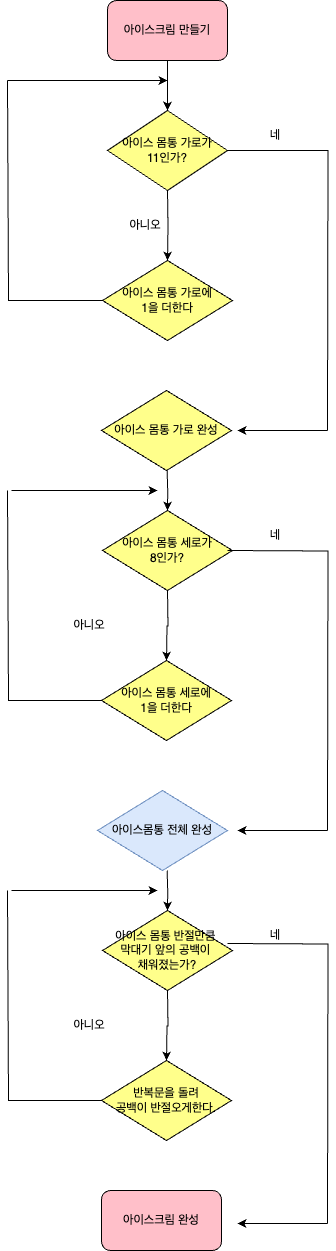 아이스크림 만들기
아이스 몸통 가로가
11인가?
네
아니오
아이스 몸통 가로에
1을 더한다
아이스 몸통 가로 완성
아이스 몸통 세로가
8인가?
네
아니오
아이스 몸통 세로에
1을 더한다
아이스몸통 전체 완성
아이스 몸통 반절만큼
막대기 앞의 공백이
채워졌는가?
네
아니오
반복문을 돌려
공백이 반절오게한다.
아이스크림 완성